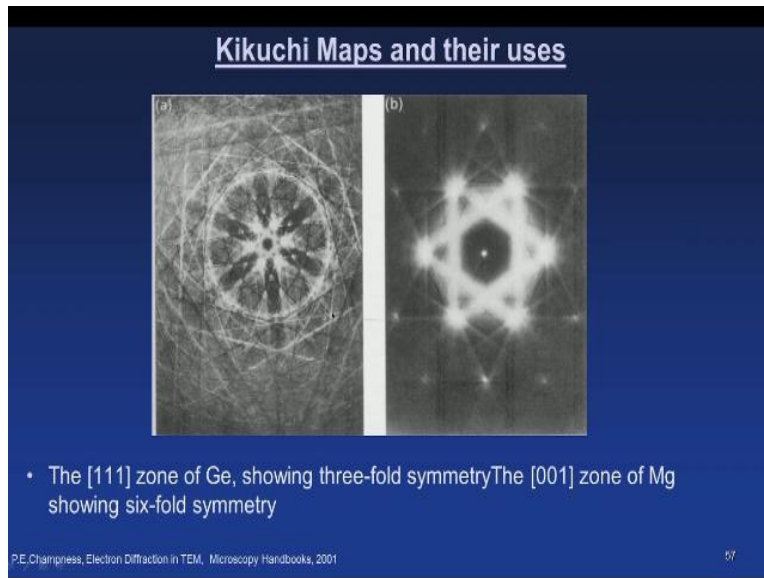 Kikuchi Maps and their uses
(a) (b)
• The [111] zone of Ge, showing three-fold symmetryThe [001] zone of Mg
showing six-fold symmetry
P.E.Champness, Electron Diffraction in TEM, Microscopy Handbooks, 2001
57